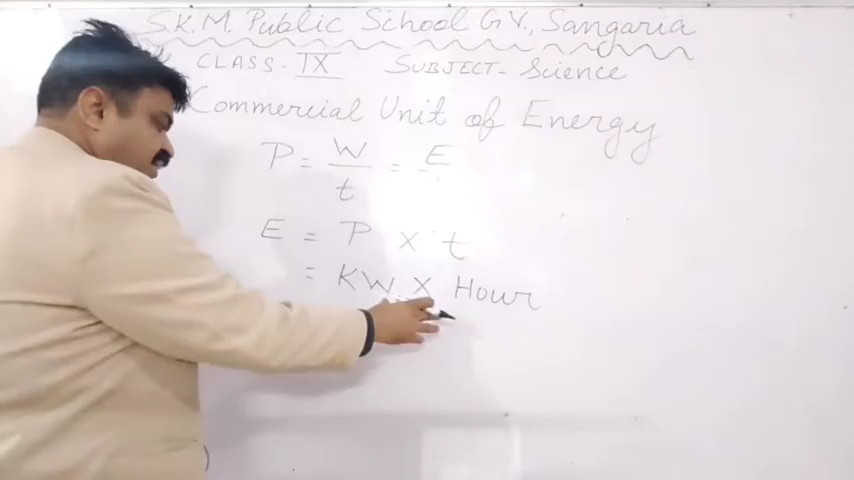 S.K.M. Public School G.V., Sangaria
CLASS - IX SUBJECT - Science
Commercial Unit of Energy
P = W/t = E
E = P X t
= KW X Hour